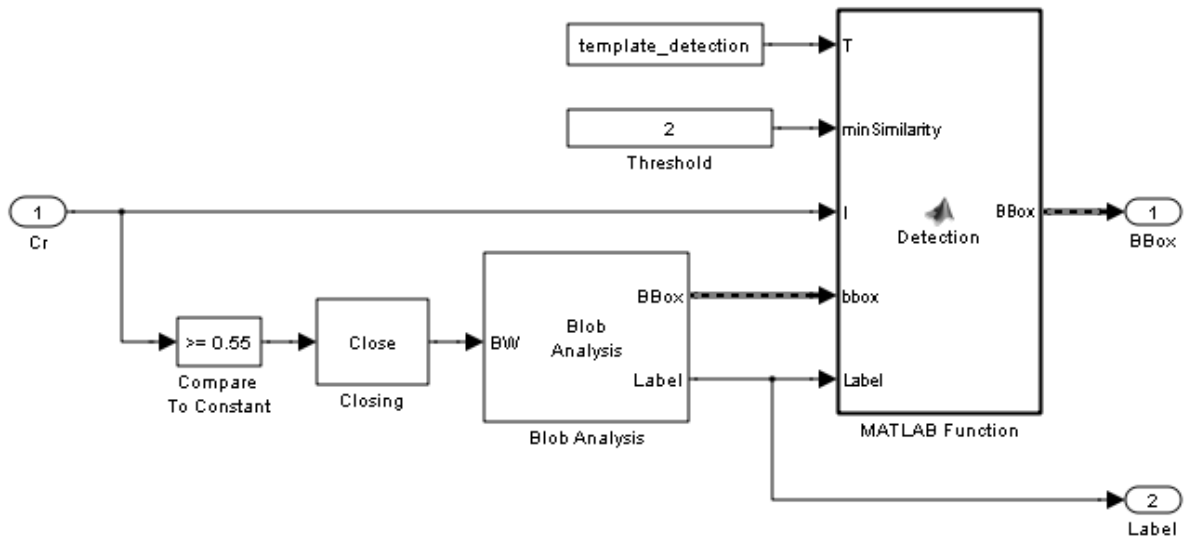 template_detection
T
2
minSimilarity
Threshold
1
Cr
I
Detection
BBox
1
BBox
>= 0.55
Compare
To Constant
Close
Closing
BW
Blob
Analysis
BBox
Label
Blob Analysis
bbox
Label
MATLAB Function
2
Label